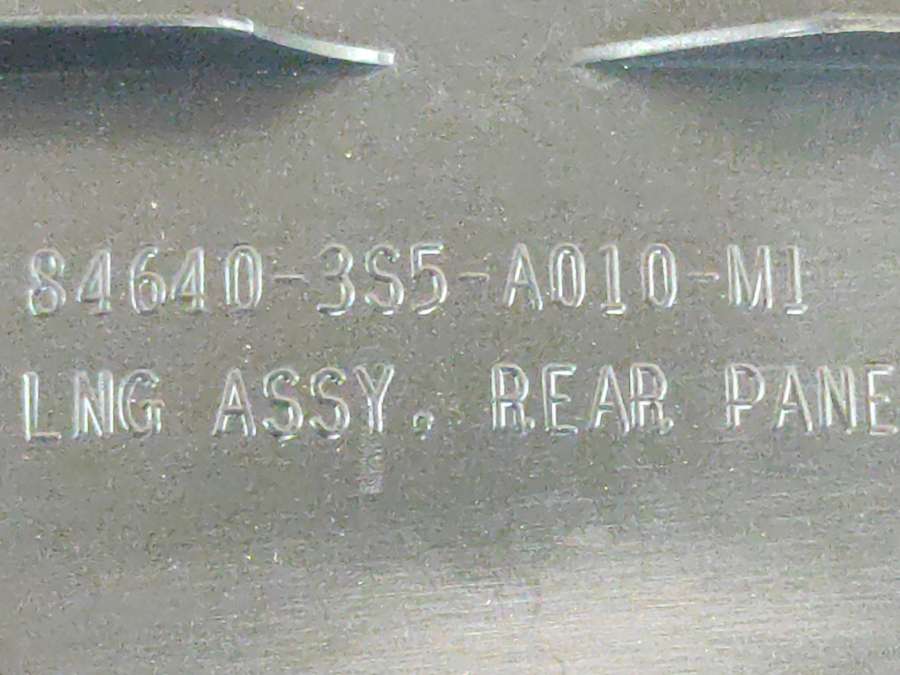 84640-3S5-A010-M1
LNG ASSY. REAR PANE